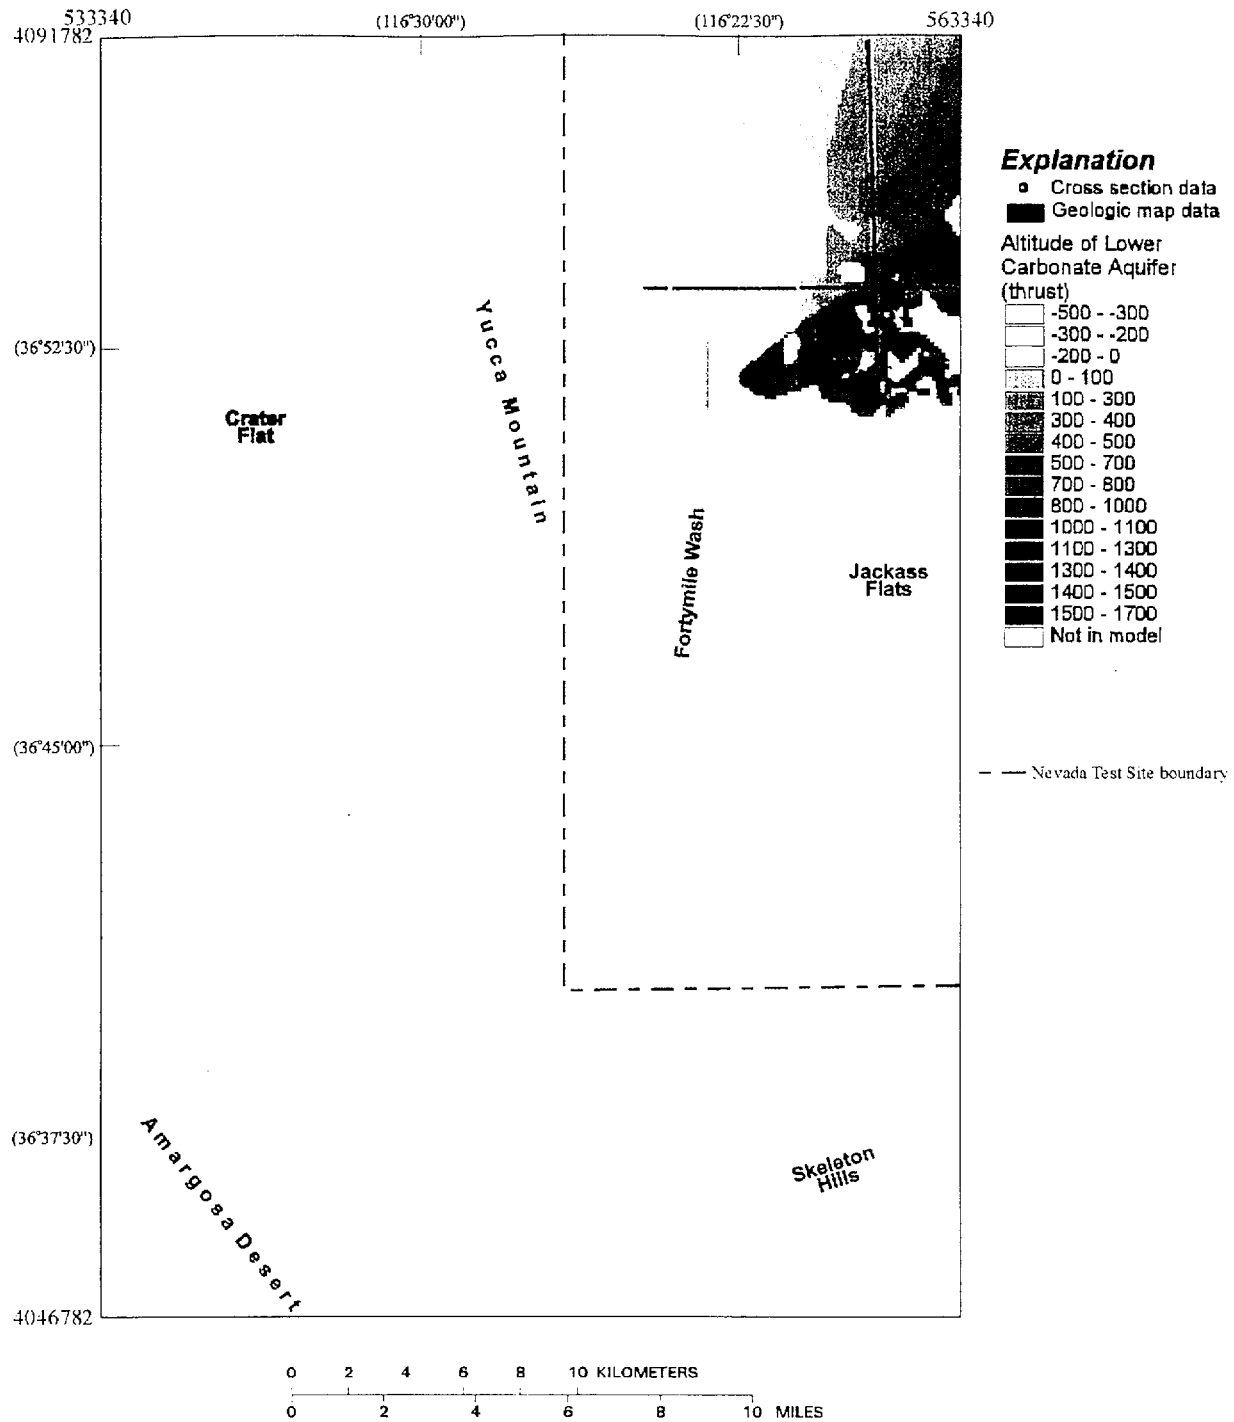 533340
(116°30'00")
(116°22'30")
563340
4091782
Explanation
Cross section data
Geologic map data
Altitude of Lower
Carbonate Aquifer
(thrust)
-500 - -300
-300 - -200
-200 - 0
0 - 100
100 - 300
300 - 400
400 - 500
500 - 700
700 - 800
800 - 1000
1000 - 1100
1100 - 1300
1300 - 1400
1400 - 1500
1500 - 1700
Not in model
Nevada Test Site boundary
(36°52'30")
Yucca Mountain
Crater
Flat
Fortymile Wash
Jackass
Flats
(36°45'00")
(36°37'30")
Amargosa Desert
Skeleton
Hills
4046782
0 2 4 6 8 10 KILOMETERS
0 2 4 6 8 10 MILES